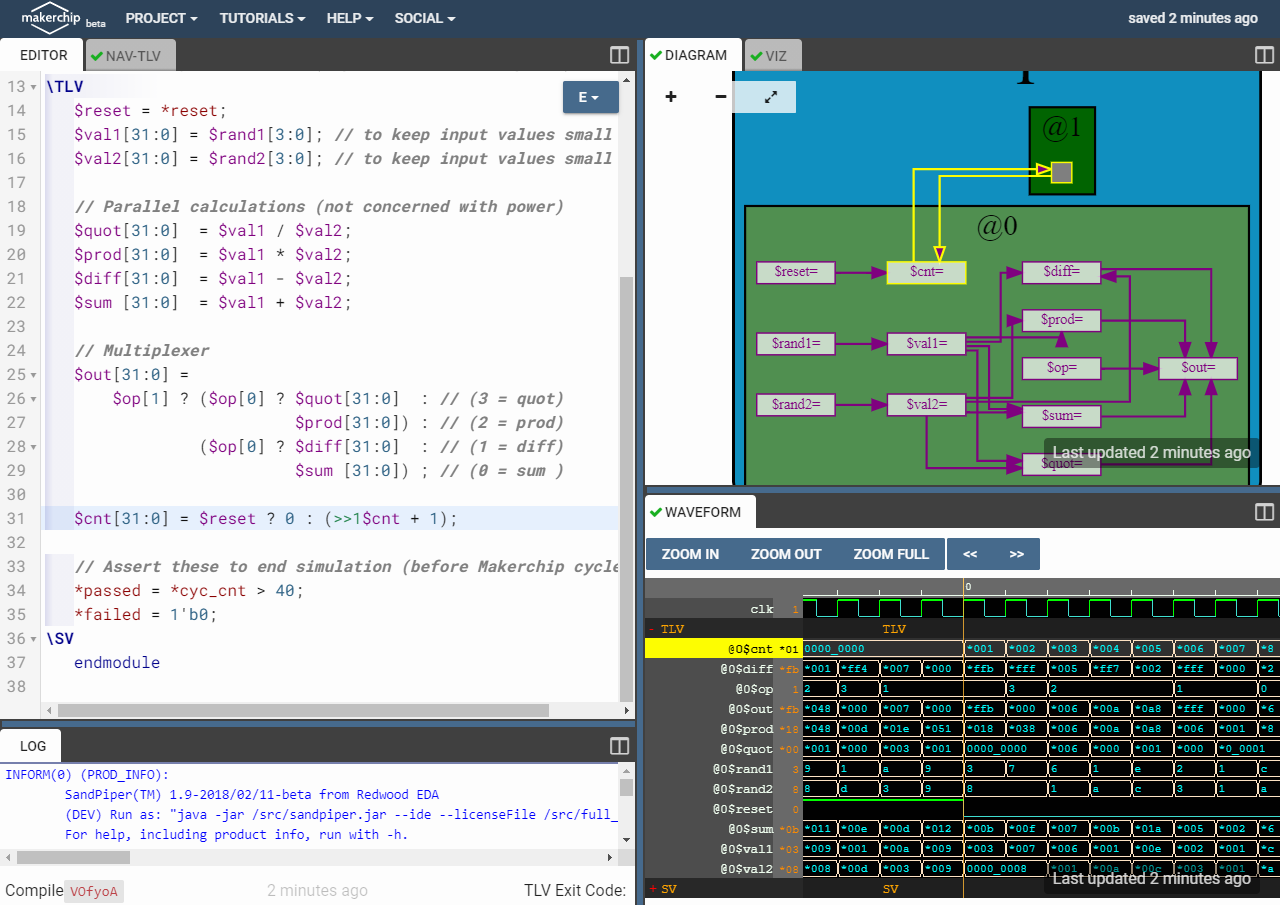 makerchip beta PROJECT TUTORIALS HELP SOCIAL saved 2 minutes ago
EDITOR NAV-TLV
13 \TLV
E
14 $reset = *reset;
15 $val1[31:0] = $rand1[3:0]; // to keep input values small
16 $val2[31:0] = $rand2[3:0]; // to keep input values small
17
18 // Parallel calculations (not concerned with power)
19 $quot[31:0] = $val1 / $val2;
20 $prod[31:0] = $val1 * $val2;
21 $diff[31:0] = $val1 - $val2;
22 $sum [31:0] = $val1 + $val2;
23
24 // Multiplexer
25 $out[31:0] =
26 $op[1] ? ($op[0] ? $quot[31:0] : // (3 = quot)
27 $prod[31:0]) : // (2 = prod)
28 ($op[0] ? $diff[31:0] : // (1 = diff)
29 $sum [31:0]) ; // (0 = sum )
30
31 $cnt[31:0] = $reset ? 0 : (>>1$cnt + 1);
32
33 // Assert these to end simulation (before Makerchip cycle
34 *passed = *cyc_cnt > 40;
35 *failed = 1'b0;
36 \SV
37 endmodule
38
LOG
INFORM(0) (PROD_INFO):
SandPiper(TM) 1.9-2018/02/11-beta from Redwood EDA
(DEV) Run as: "java -jar /src/sandpiper.jar --ide --licenseFile /src/full_
For help, including product info, run with -h.
Compile VOfyoA 2 minutes ago TLV Exit Code:
DIAGRAM VIZ
+ −
@1
@0
$reset= $cnt= $diff=
$prod=
$rand1= $val1=
$op= $out=
$rand2= $val2=
$sum=
Last updated 2 minutes ago
$quot=
WAVEFORM
ZOOM IN ZOOM OUT ZOOM FULL << >>
0
clk 1
- TLV TLV
@0$cnt *01 0000_0000 *001 *002 *003 *004 *005 *006 *007 *8
@0$diff *fb *001 *ff4 *007 *000 *ffb *fff *005 *ff7 *002 *fff *000 *2
@0$op 1 2 3 1 3 2 1 0
@0$out *fb *048 *000 *007 *000 *ffb *000 *006 *00a *0a8 *fff *000 *6
@0$prod *18 *048 *00d *01e *051 *018 *038 *006 *00a *0a8 *006 *001 *8
@0$quot *00 *001 *000 *003 *001 0000_0000 *006 *000 *001 *000 *0_0001
@0$rand1 3 9 1 a 9 3 7 6 1 e 2 1 c
@0$rand2 8 8 d 3 9 8 1 a c 3 1 a
@0$reset 0
@0$sum *0b *011 *00e *00d *012 *00b *00f *007 *00b *01a *005 *002 *6
@0$val1 *03 *009 *001 *00a *009 *003 *007 *006 *001 *00e *002 *001 *c
@0$val2 *08 *008 *00d *003 *009 0000_0008 *001 *00a *00c *003 *001 *a
Last updated 2 minutes ago
+ SV SV